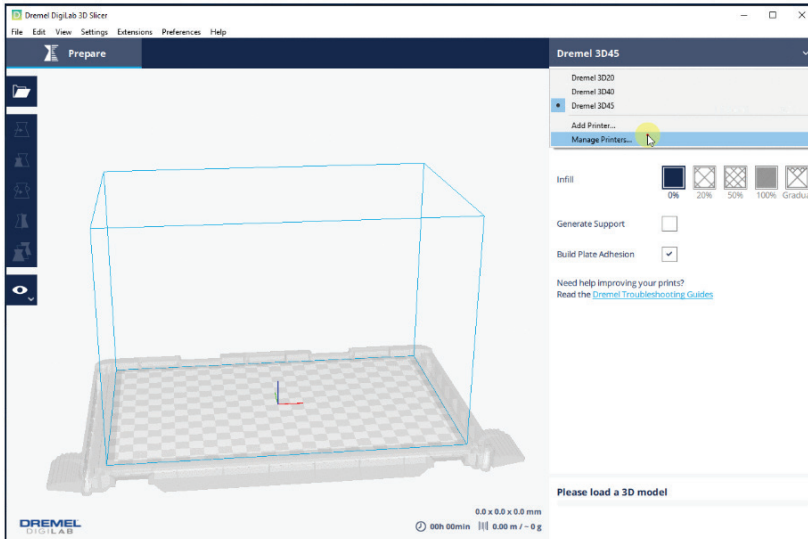 Dremel DigiLab 3D Slicer
File Edit View Settings Extensions Preferences Help
Prepare
Dremel 3D45
Dremel 3D20
Dremel 3D40
Dremel 3D45
Add Printer...
Manage Printers...
Infill
0% 20% 50% 100% Gradua
Generate Support
Build Plate Adhesion
Need help improving your prints?
Read the Dremel Troubleshooting Guides
Please load a 3D model
0.0 x 0.0 x 0.0 mm
00h 00min 0.00 m / ~ 0 g
DREMEL
DIGILAB